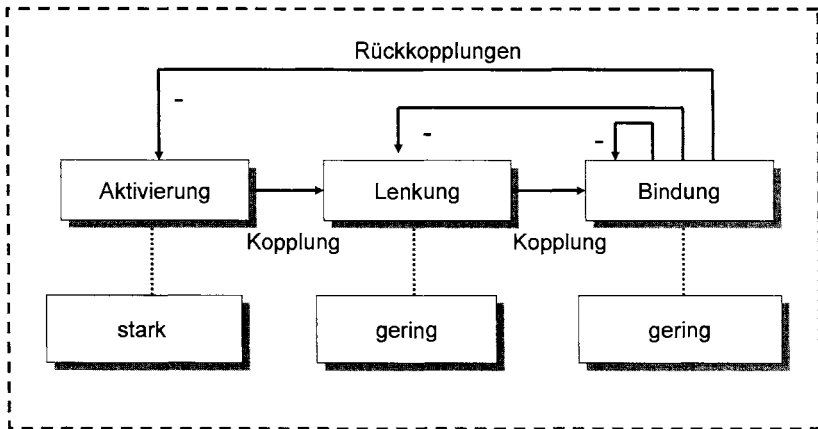 Rückkopplungen
-
-
-
Aktivierung
Lenkung
Bindung
Kopplung
Kopplung
stark
gering
gering